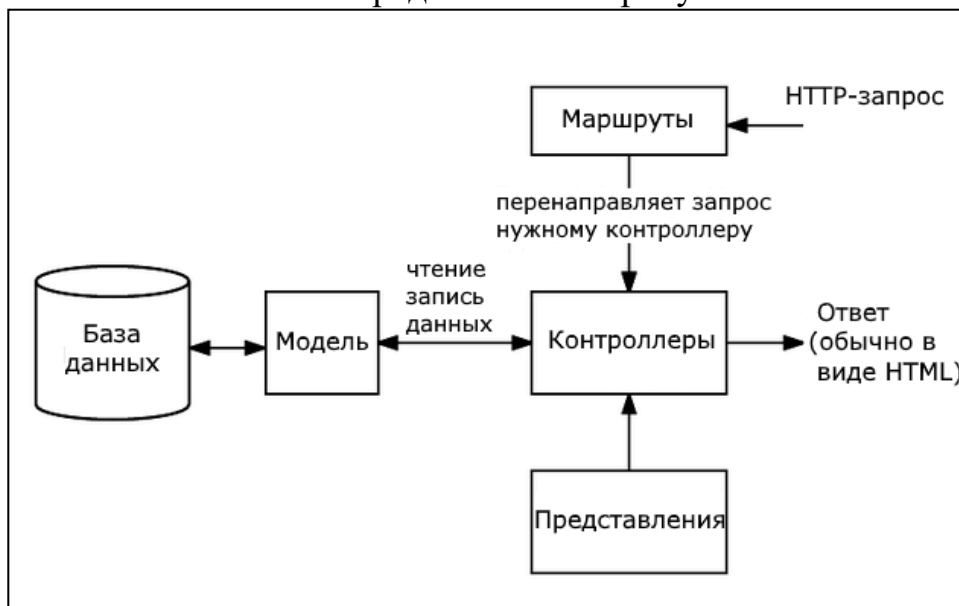 HTTP-запрос
Маршруты
перенаправляет запрос
нужному контроллеру
чтение
запись
данных
База
данных
Модель
Контроллеры
Ответ
(обычно в
виде HTML)
Представления